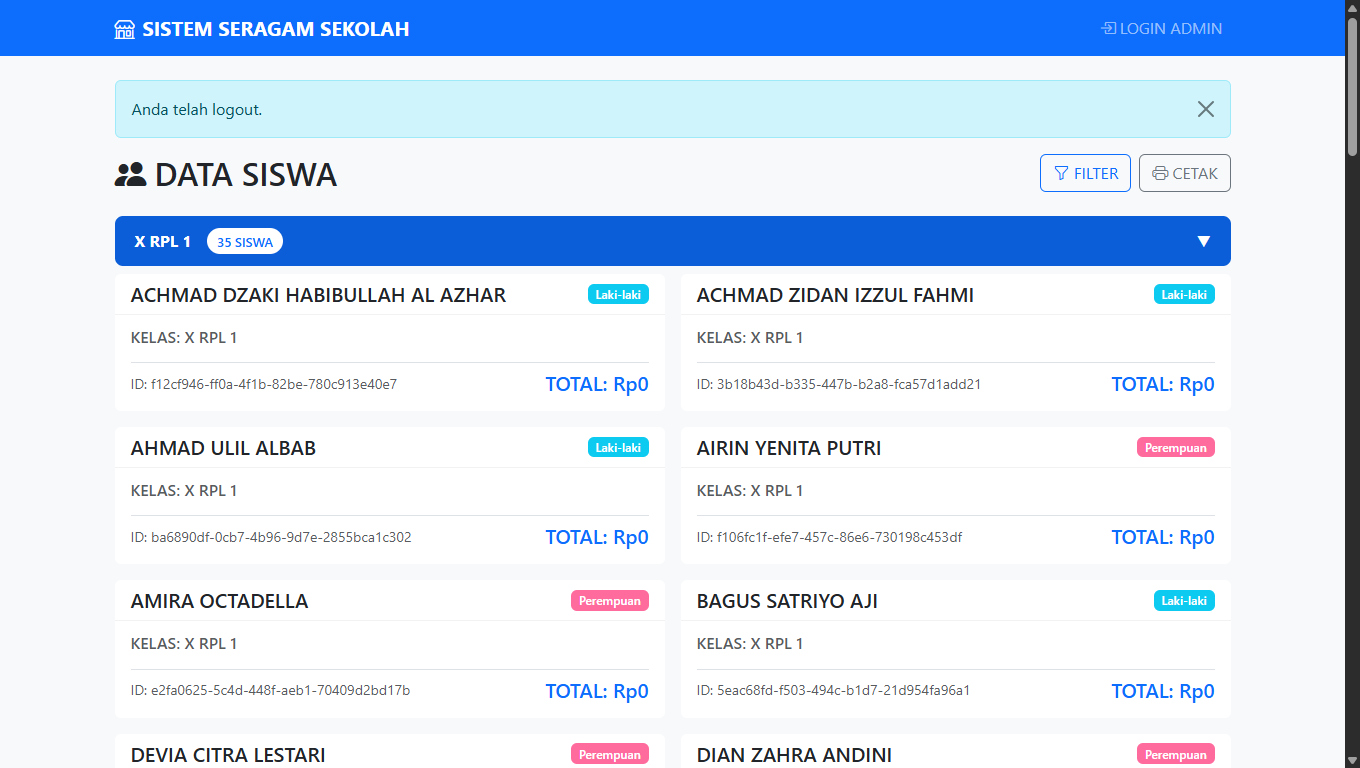 SISTEM SERAGAM SEKOLAH
LOGIN ADMIN
Anda telah logout.
DATA SISWA
FILTER
CETAK
X RPL 1
35 SISWA
ACHMAD DZAKI HABIBULLAH AL AZHAR
Laki-laki
KELAS: X RPL 1
ID: f12cf946-ff0a-4f1b-82be-780c913e40e7
TOTAL: Rp0
ACHMAD ZIDAN IZZUL FAHMI
Laki-laki
KELAS: X RPL 1
ID: 3b18b43d-b335-447b-b2a8-fca57d1add21
TOTAL: Rp0
AHMAD ULIL ALBAB
Laki-laki
KELAS: X RPL 1
ID: ba6890df-0cb7-4b96-9d7e-2855bca1c302
TOTAL: Rp0
AIRIN YENITA PUTRI
Perempuan
KELAS: X RPL 1
ID: f106fc1f-efe7-457c-86e6-730198c453df
TOTAL: Rp0
AMIRA OCTADELLA
Perempuan
KELAS: X RPL 1
ID: e2fa0625-5c4d-448f-aeb1-70409d2bd17b
TOTAL: Rp0
BAGUS SATRIYO AJI
Laki-laki
KELAS: X RPL 1
ID: 5eac68fd-f503-494c-b1d7-21d954fa96a1
TOTAL: Rp0
DEVIA CITRA LESTARI
Perempuan
DIAN ZAHRA ANDINI
Perempuan